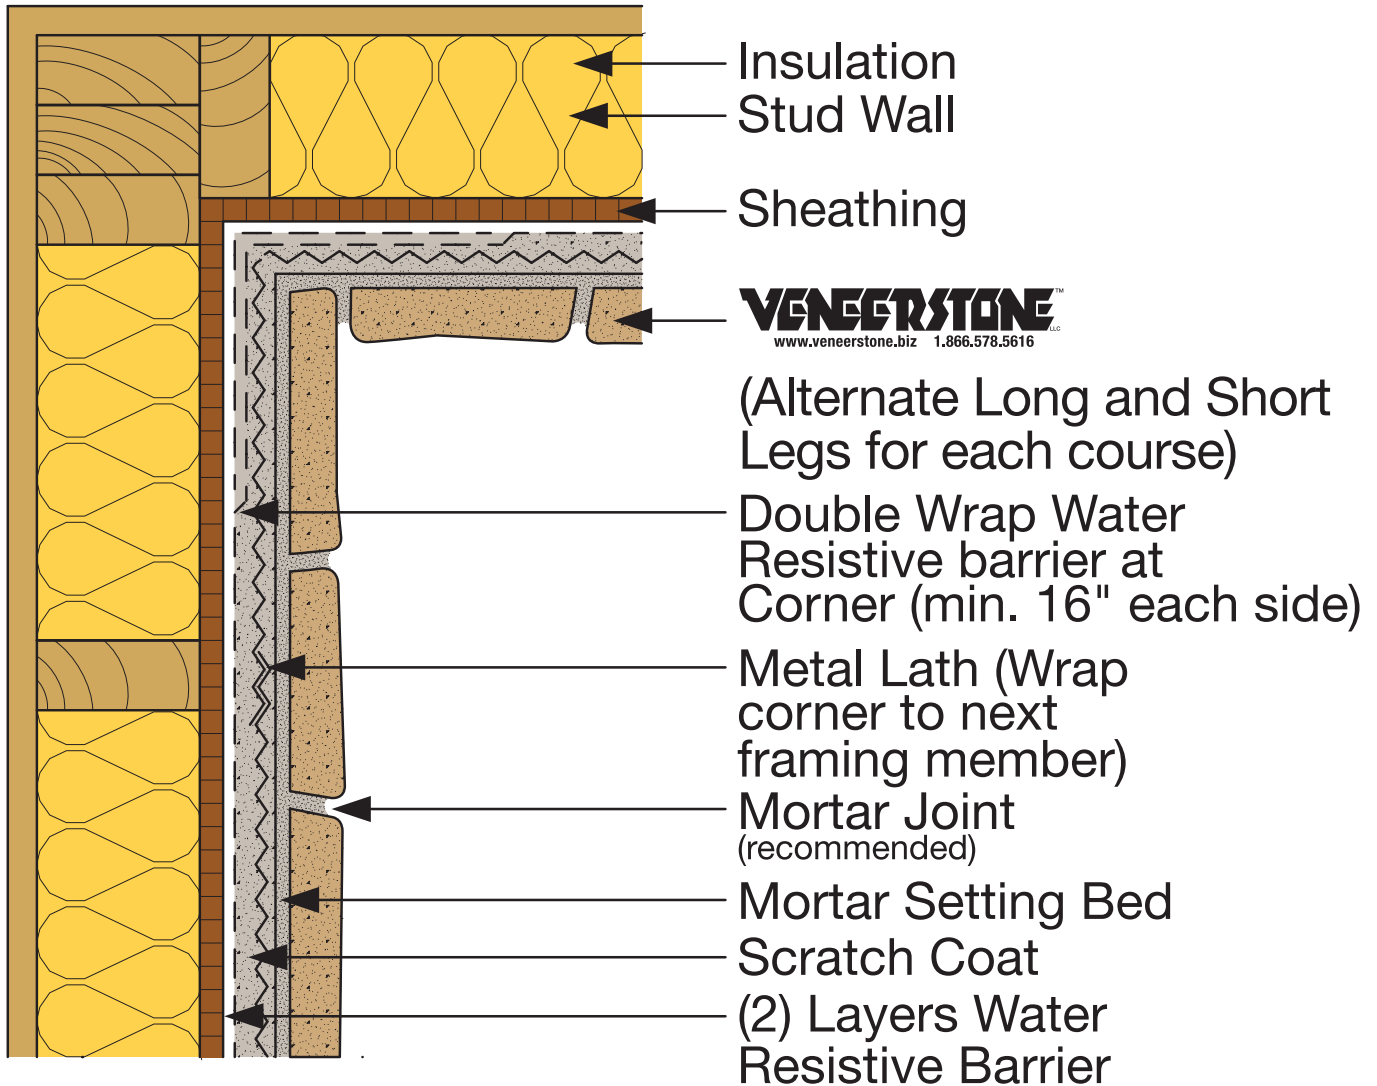 Insulation
Stud Wall
Sheathing
VENEERSTONE™
LLC
www.veneerstone.biz 1.866.578.5616
(Alternate Long and Short
Legs for each course)
Double Wrap Water
Resistive barrier at
Corner (min. 16" each side)
Metal Lath (Wrap
corner to next
framing member)
Mortar Joint
(recommended)
Mortar Setting Bed
Scratch Coat
(2) Layers Water
Resistive Barrier